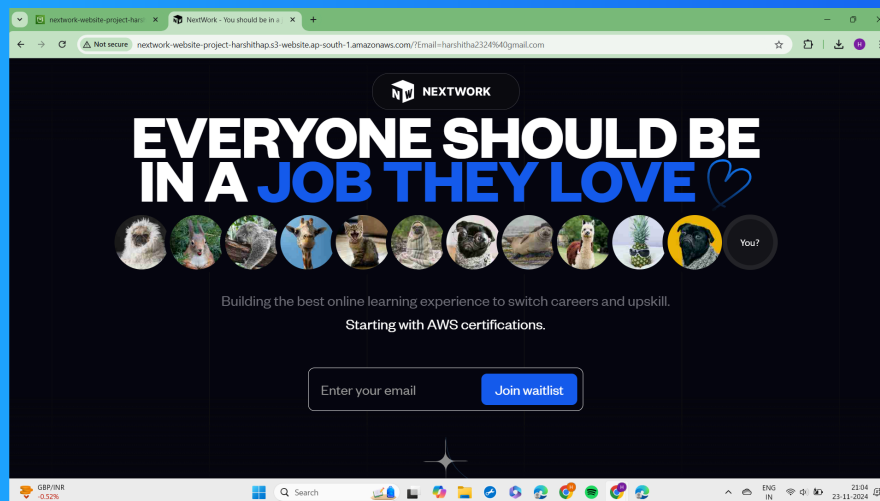 nextwork-website-project-harsh
NextWork - You should be in a
Not secure
nextwork-website-project-harshithap.s3-website.ap-south-1.amazonaws.com/?Email=harshitha2324%40gmail.com
H
NW NEXTWORK
EVERYONE SHOULD BE
IN A JOB THEY LOVE
You?
Building the best online learning experience to switch careers and upskill.
Starting with AWS certifications.
Enter your email
Join waitlist
GBP/INR
-0.52%
Search
ENG
IN
21:04
23-11-2024